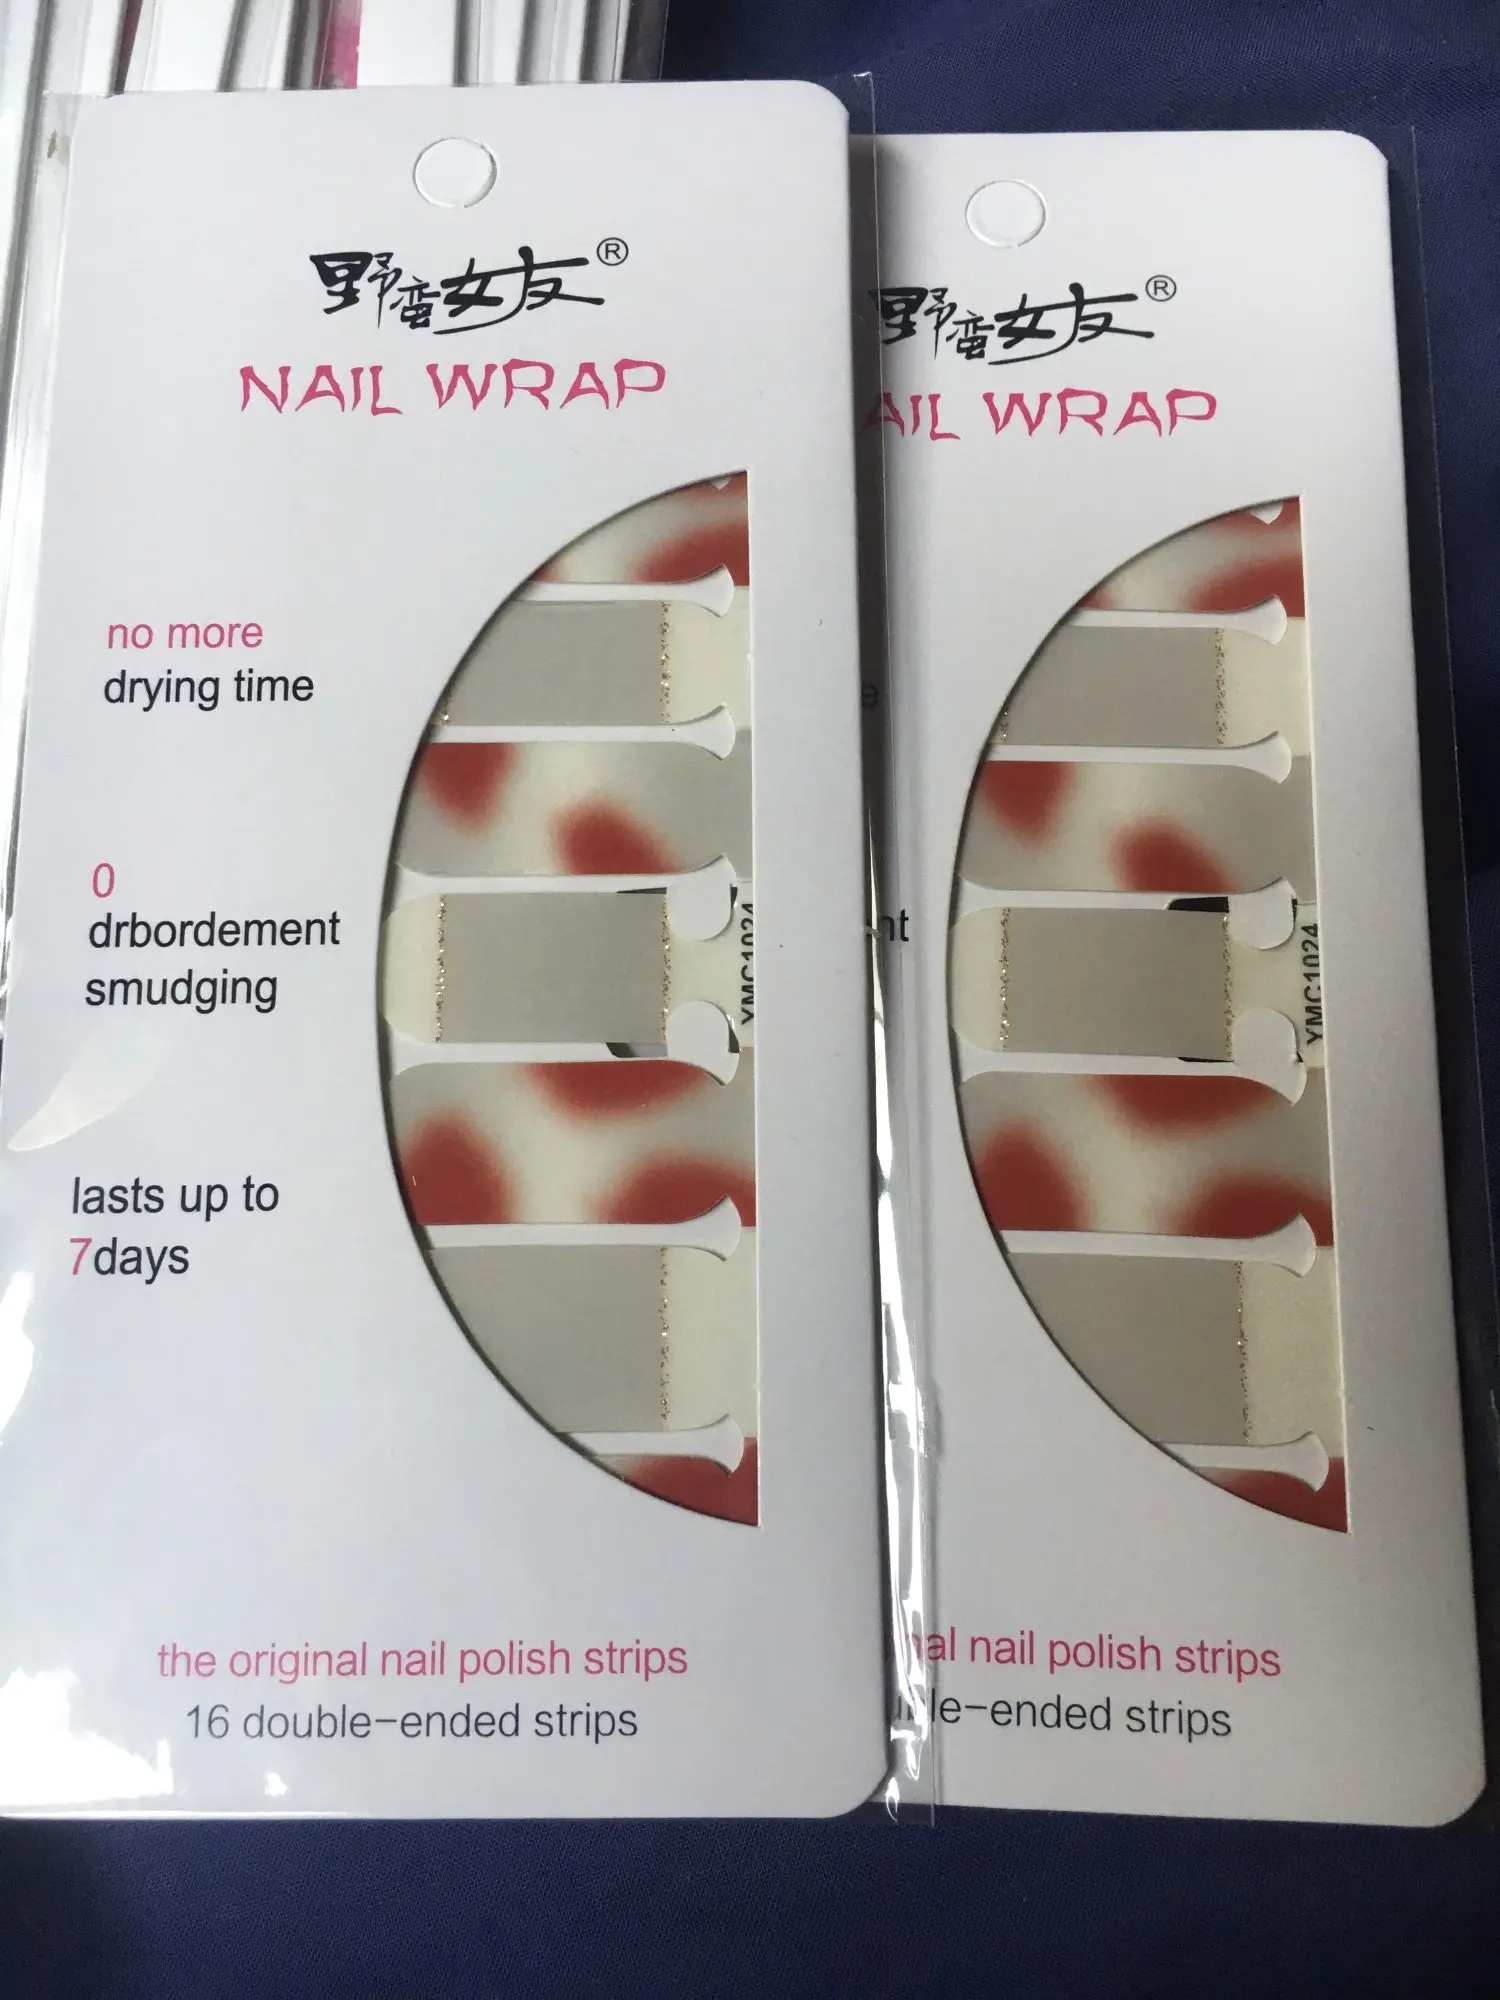 野蛮女友®
NAIL WRAP
no more
drying time
0
drbordement
smudging
lasts up to
7days
YMC1024
the original nail polish strips
16 double-ended strips
野蛮女友®
AIL WRAP
e
nt
YMC1024
nal nail polish strips
le-ended strips